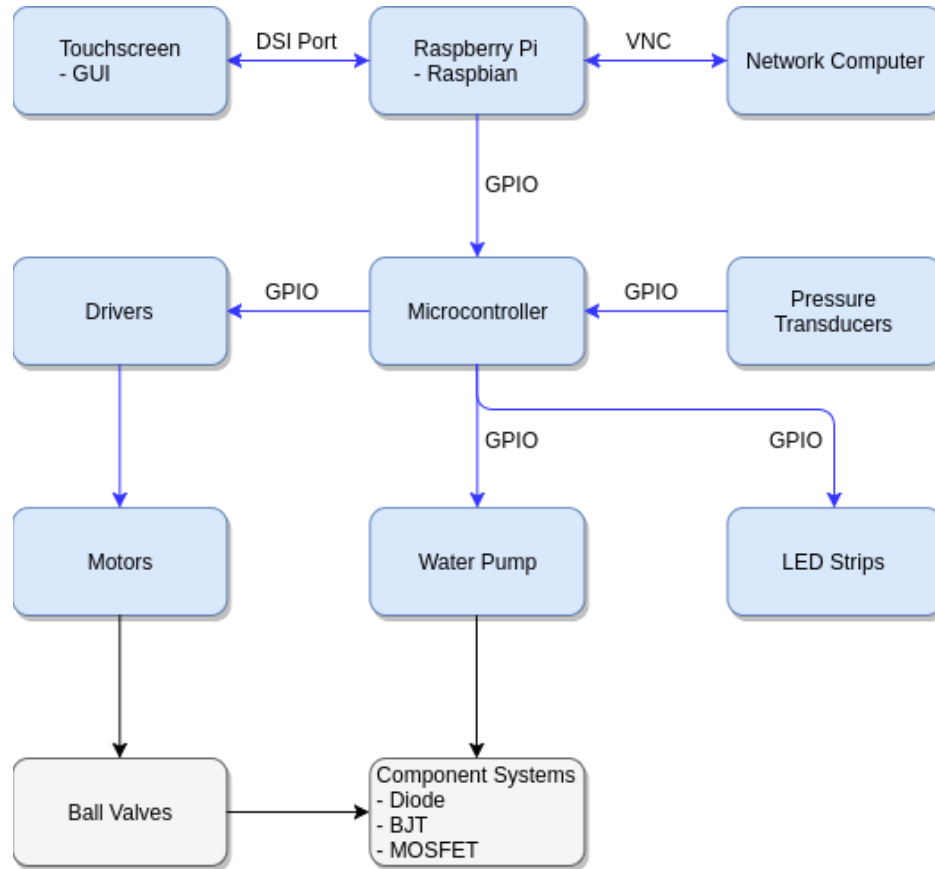 Touchscreen
- GUI
DSI Port
Raspberry Pi
- Raspbian
VNC
Network Computer
GPIO
Drivers
GPIO
Microcontroller
GPIO
Pressure
Transducers
GPIO
GPIO
Motors
Water Pump
LED Strips
Ball Valves
Component Systems
- Diode
- BJT
- MOSFET